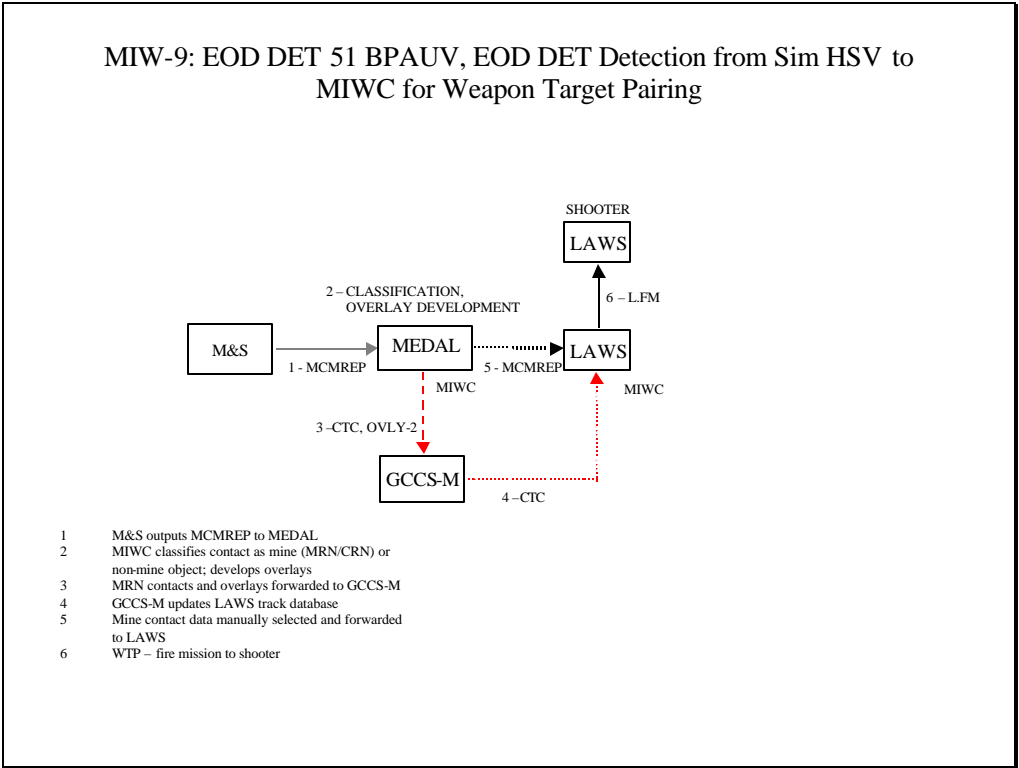 MIW-9: EOD DET 51 BPAUV, EOD DET Detection from Sim HSV to
MIWC for Weapon Target Pairing
SHOOTER
LAWS
2 – CLASSIFICATION,
OVERLAY DEVELOPMENT
6 – L.FM
M&S
MEDAL
LAWS
1 - MCMREP
5 - MCMREP
MIWC
MIWC
3 –CTC, OVLY-2
GCCS-M
4 –CTC
1 M&S outputs MCMREP to MEDAL
2 MIWC classifies contact as mine (MRN/CRN) or
non-mine object; develops overlays
3 MRN contacts and overlays forwarded to GCCS-M
4 GCCS-M updates LAWS track database
5 Mine contact data manually selected and forwarded
to LAWS
6 WTP – fire mission to shooter